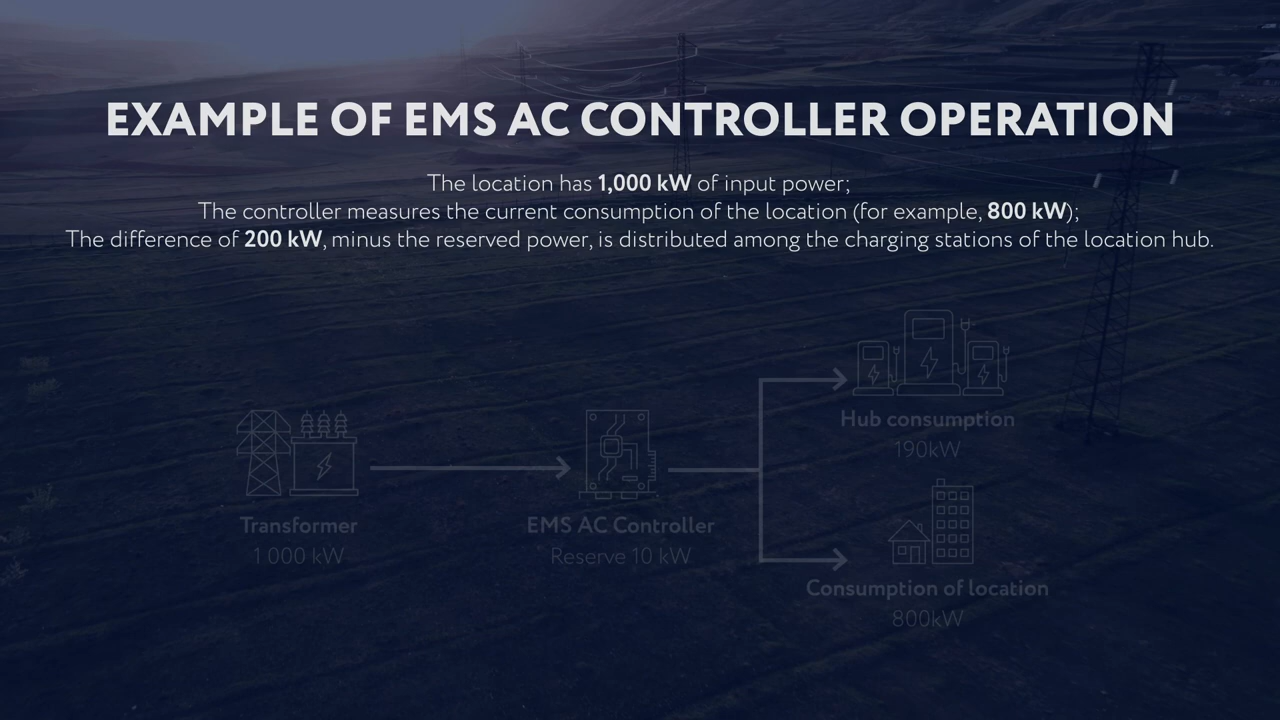 EXAMPLE OF EMS AC CONTROLLER OPERATION
The location has 1,000 kW of input power;
The controller measures the current consumption of the location (for example, 800 kW);
The difference of 200 kW, minus the reserved power, is distributed among the charging stations of the location hub.
Transformer
1 000 kW
EMS AC Controller
Reserve 10 kW
Hub consumption
190kW
Consumption of location
800kW